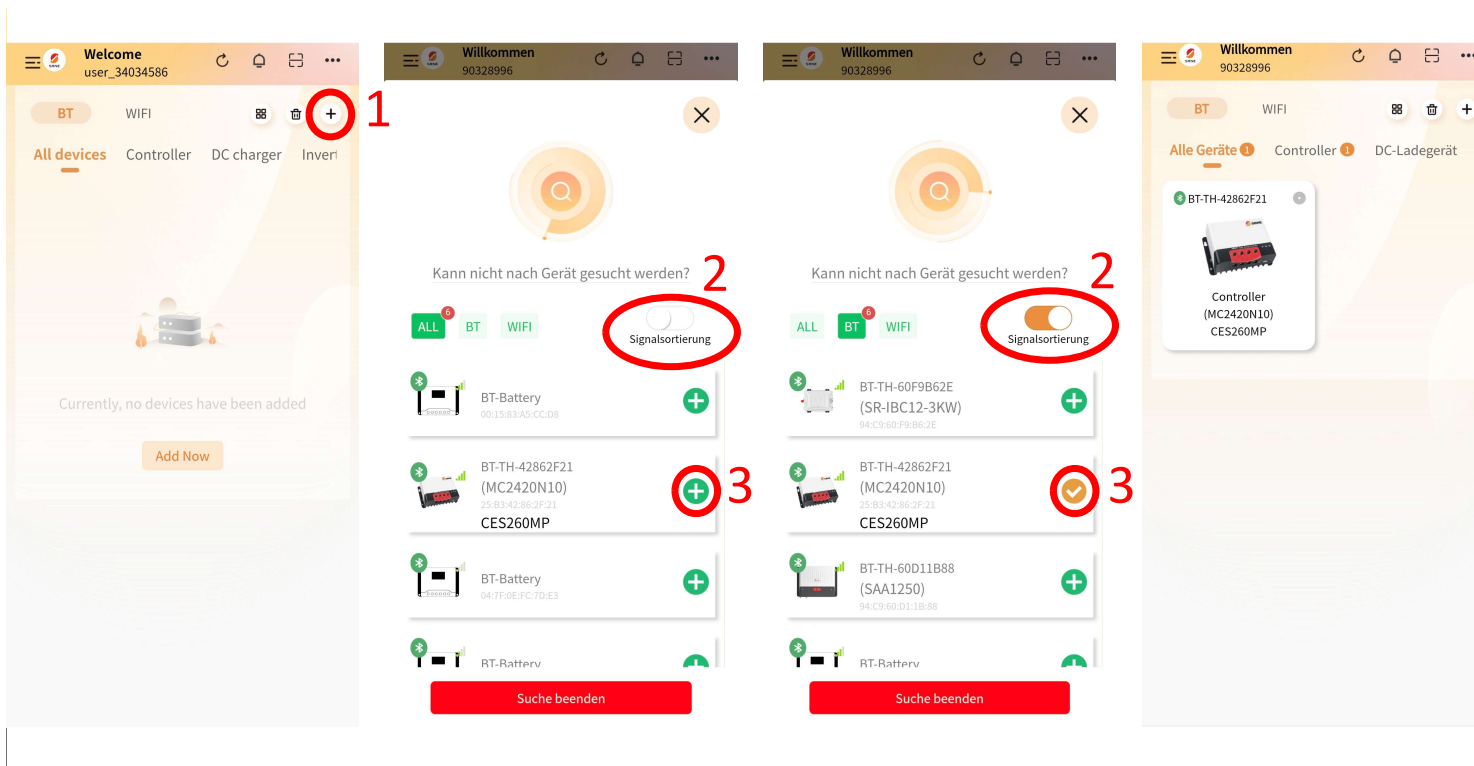 Welcome
user_34034586
BT
WIFI
1
All devices
Controller
DC charger
Invert
Currently, no devices have been added
Add Now
Willkommen
90328996
Kann nicht nach Gerät gesucht werden?
2
ALL
6
BT
WIFI
Signalsortierung
BT-Battery
00:15:83:A5:CC:D8
BT-TH-42862F21
(MC2420N10)
25:B3:42:86:2F:21
CES260MP
3
BT-Battery
04:7F:0E:FC:7D:E3
BT-Battery
Suche beenden
Willkommen
90328996
Kann nicht nach Gerät gesucht werden?
2
ALL
BT
6
WIFI
Signalsortierung
BT-TH-60F9B62E
(SR-IBC12-3KW)
94:C9:60:F9:B6:2E
BT-TH-42862F21
(MC2420N10)
25:B3:42:86:2F:21
CES260MP
3
BT-TH-60D11B88
(SAA1250)
94:C9:60:D1:1B:88
BT-Battery
Suche beenden
Willkommen
90328996
BT
WIFI
Alle Geräte 1
Controller 1
DC-Ladegerät
BT-TH-42862F21
Controller
(MC2420N10)
CES260MP